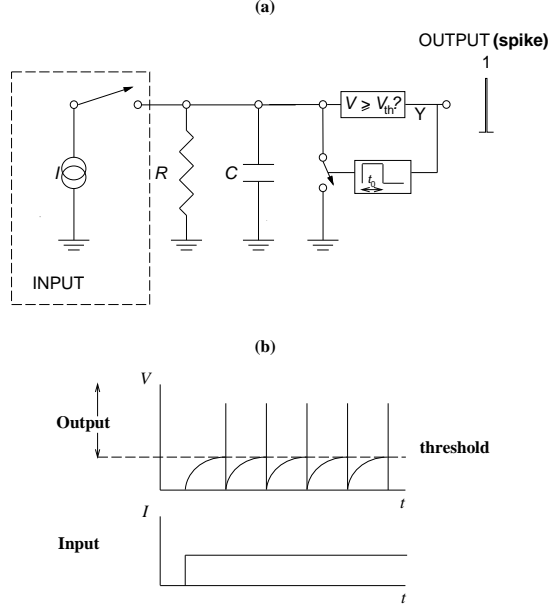 (a)
OUTPUT (spike)
1
V ⩾ Vth?
Y
I
R
C
t0
INPUT
(b)
V
Output
threshold
t
I
Input
t